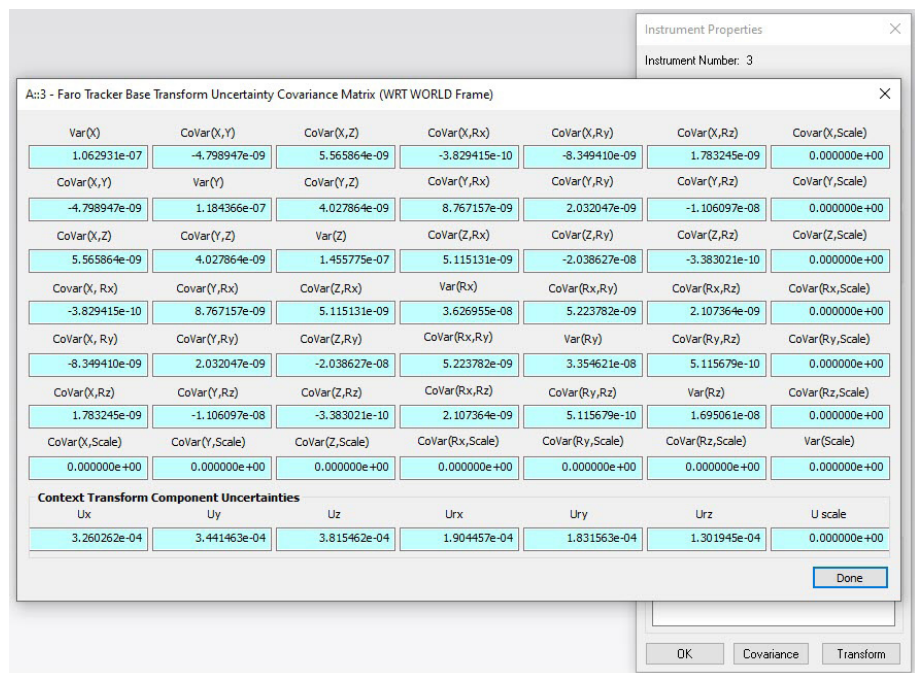 Instrument Properties
Instrument Number: 3
A::3 - Faro Tracker Base Transform Uncertainty Covariance Matrix (WRT WORLD Frame)
Var(X) CoVar(X,Y) CoVar(X,Z) CoVar(X,Rx) CoVar(X,Ry) CoVar(X,Rz) Covar(X,Scale)
1.062931e-07 -4.798947e-09 5.565864e-09 -3.829415e-10 -8.349410e-09 1.783245e-09 0.000000e+00
CoVar(X,Y) Var(Y) CoVar(Y,Z) CoVar(Y,Rx) CoVar(Y,Ry) CoVar(Y,Rz) CoVar(Y,Scale)
-4.798947e-09 1.184366e-07 4.027864e-09 8.767157e-09 2.032047e-09 -1.106097e-08 0.000000e+00
CoVar(X,Z) CoVar(Y,Z) Var(Z) CoVar(Z,Rx) CoVar(Z,Ry) CoVar(Z,Rz) CoVar(Z,Scale)
5.565864e-09 4.027864e-09 1.455775e-07 5.115131e-09 -2.038627e-08 -3.383021e-10 0.000000e+00
Covar(X, Rx) Covar(Y,Rx) CoVar(Z,Rx) Var(Rx) CoVar(Rx,Ry) CoVar(Rx,Rz) CoVar(Rx,Scale)
-3.829415e-10 8.767157e-09 5.115131e-09 3.626955e-08 5.223782e-09 2.107364e-09 0.000000e+00
CoVar(X, Ry) CoVar(Y,Ry) CoVar(Z,Ry) CoVar(Rx,Ry) Var(Ry) CoVar(Ry,Rz) CoVar(Ry,Scale)
-8.349410e-09 2.032047e-09 -2.038627e-08 5.223782e-09 3.354621e-08 5.115679e-10 0.000000e+00
CoVar(X,Rz) CoVar(Y,Rz) CoVar(Z,Rz) CoVar(Rx,Rz) CoVar(Ry,Rz) Var(Rz) CoVar(Rz,Scale)
1.783245e-09 -1.106097e-08 -3.383021e-10 2.107364e-09 5.115679e-10 1.695061e-08 0.000000e+00
CoVar(X,Scale) CoVar(Y,Scale) CoVar(Z,Scale) CoVar(Rx,Scale) CoVar(Ry,Scale) CoVar(Rz,Scale) Var(Scale)
0.000000e+00 0.000000e+00 0.000000e+00 0.000000e+00 0.000000e+00 0.000000e+00 0.000000e+00
Context Transform Component Uncertainties
Ux Uy Uz Urx Ury Urz U scale
3.260262e-04 3.441463e-04 3.815462e-04 1.904457e-04 1.831563e-04 1.301945e-04 0.000000e+00
Done
OK Covariance Transform